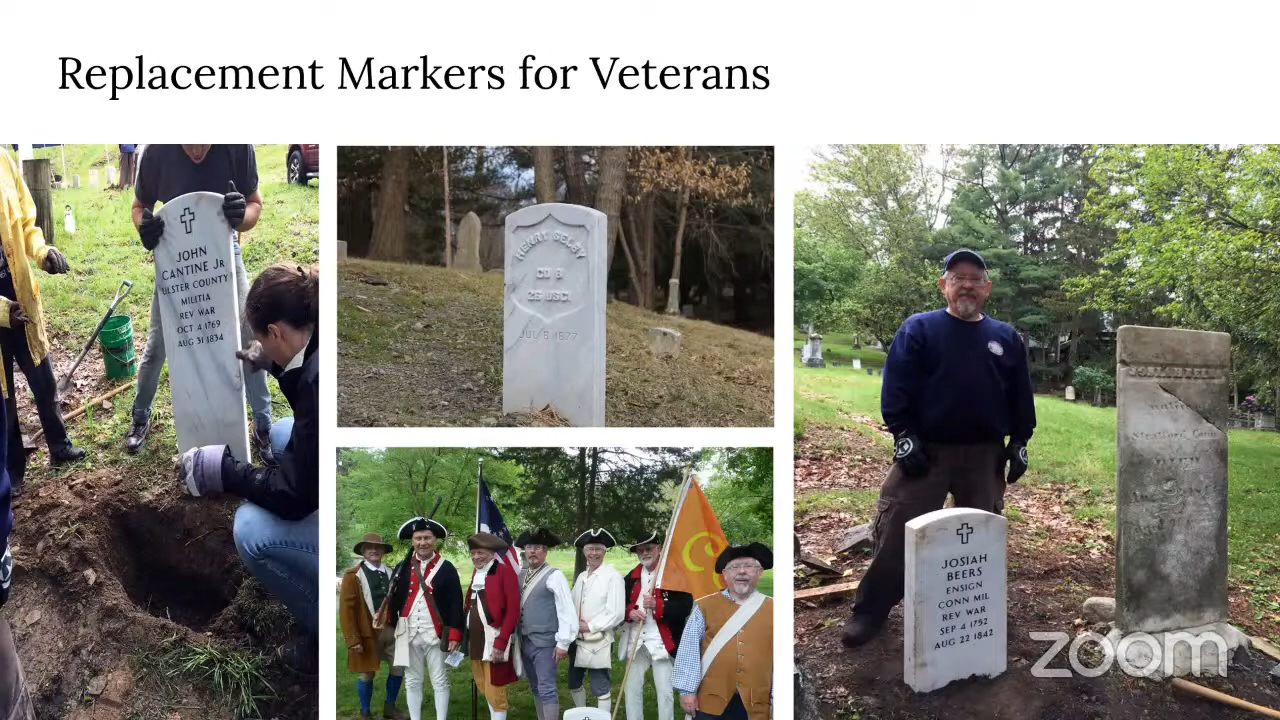 Replacement Markers for Veterans
JOHN
CANTINE JR
ULSTER COUNTY
MILITIA
REV WAR
OCT 4 1769
AUG 31 1834
HENRY SELBY
CO
JUL 8 1877
JOSIAH
BEERS
ENSIGN
CONN MIL
REV WAR
SEP 4 1752
AUG 22 1842
Stratford Conn
zoom